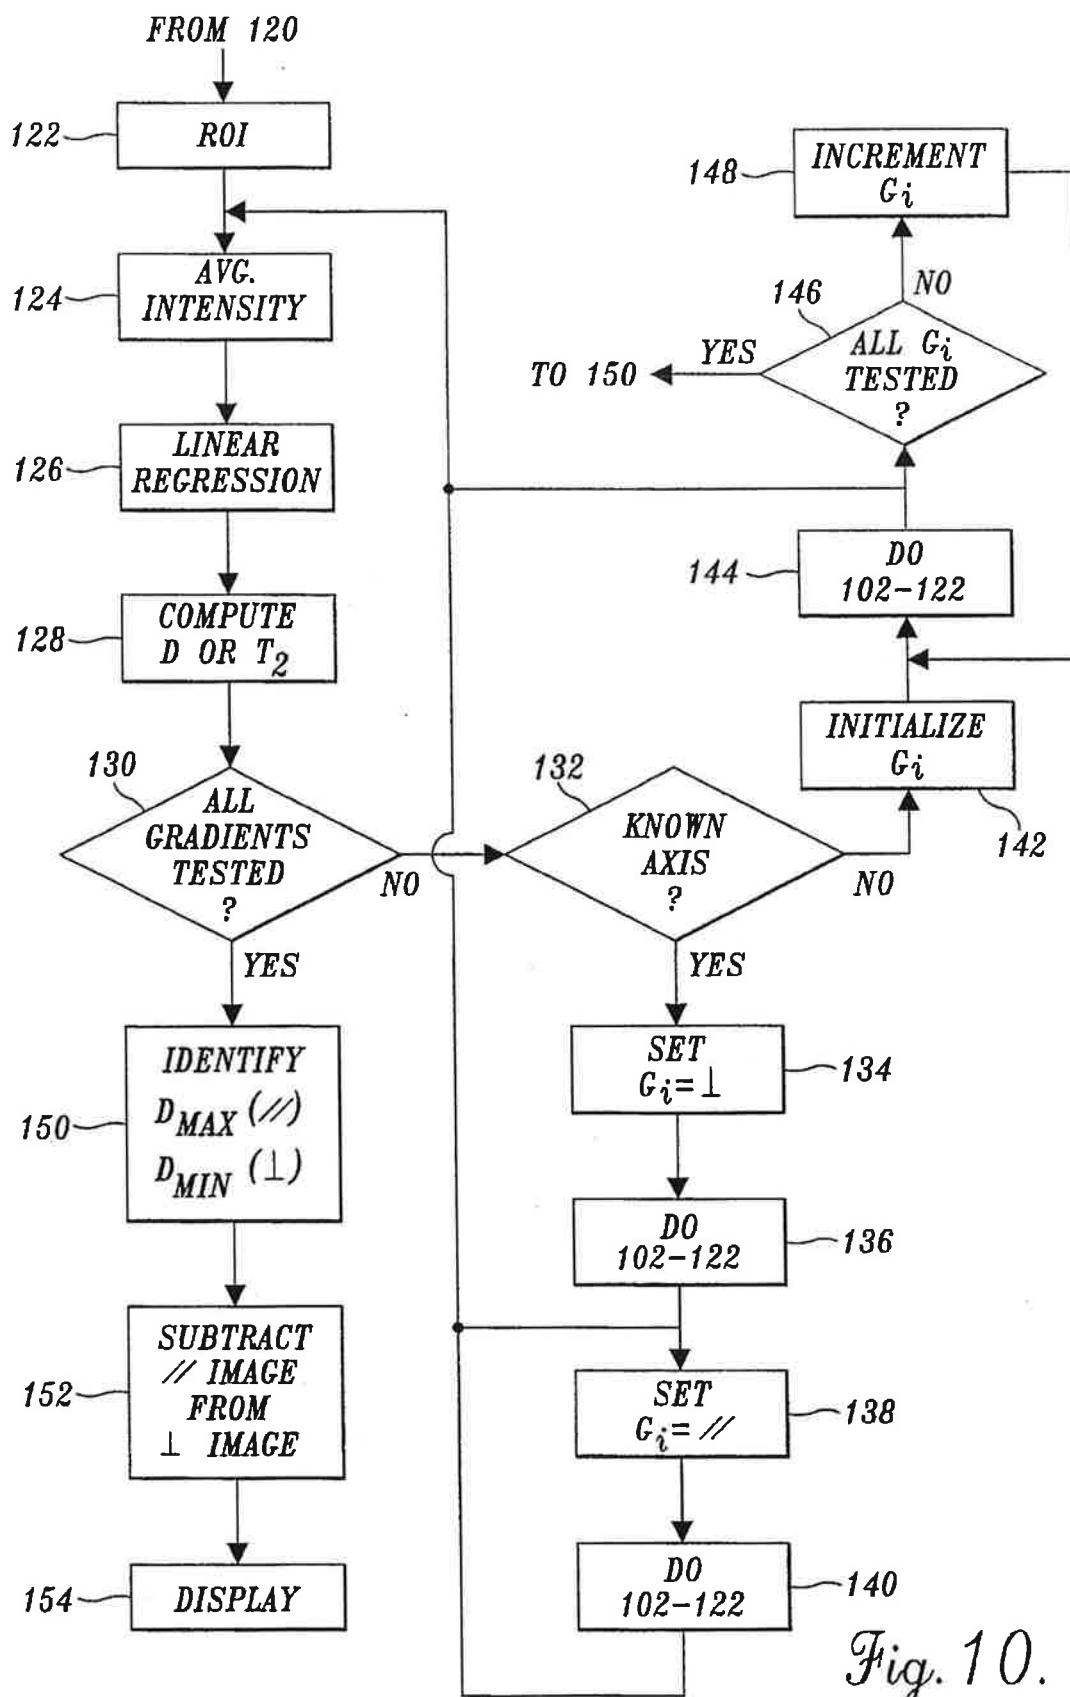 FROM 120
122
ROI
124
AVG.
INTENSITY
126
LINEAR
REGRESSION
128
COMPUTE
D OR T2
130
ALL
GRADIENTS
TESTED
?
NO
YES
150
IDENTIFY
DMAX (//)
DMIN (⊥)
152
SUBTRACT
// IMAGE
FROM
⊥ IMAGE
154
DISPLAY
132
KNOWN
AXIS
?
NO
YES
SET
Gi=⊥
134
DO
102-122
136
SET
Gi=//
138
DO
102-122
140
INITIALIZE
Gi
142
144
DO
102-122
146
ALL Gi
TESTED
?
YES
TO 150
NO
148
INCREMENT
Gi
Fig. 10.